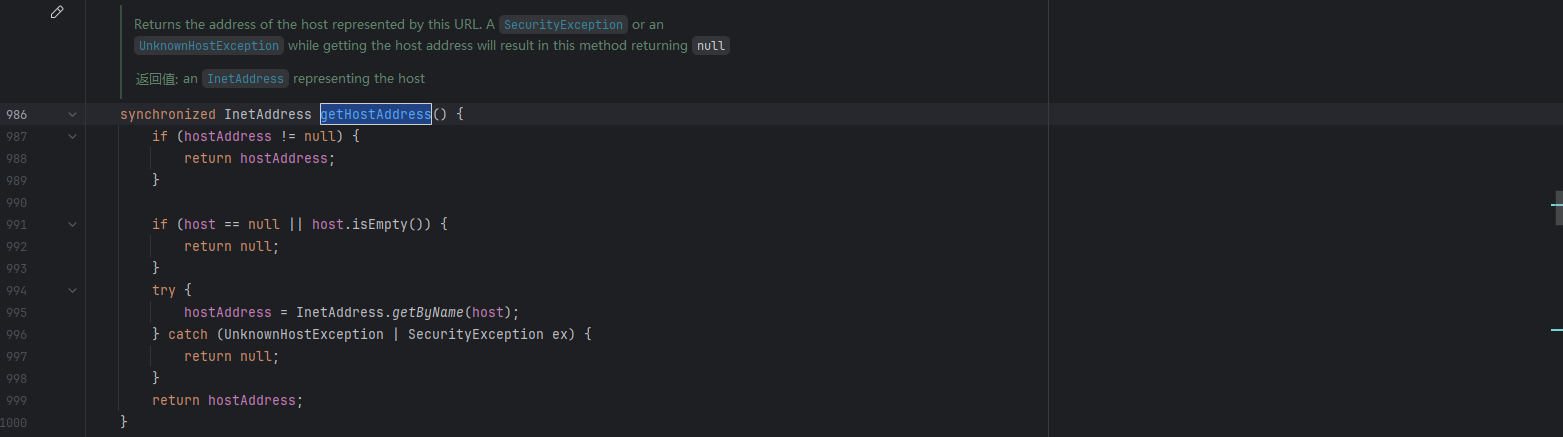 Returns the address of the host represented by this URL. A SecurityException or an
UnknownHostException while getting the host address will result in this method returning null
返回值: an InetAddress representing the host
986 synchronized InetAddress getHostAddress() {
987 if (hostAddress != null) {
988 return hostAddress;
989 }
990
991 if (host == null || host.isEmpty()) {
992 return null;
993 }
994 try {
995 hostAddress = InetAddress.getByName(host);
996 } catch (UnknownHostException | SecurityException ex) {
997 return null;
998 }
999 return hostAddress;
1000 }